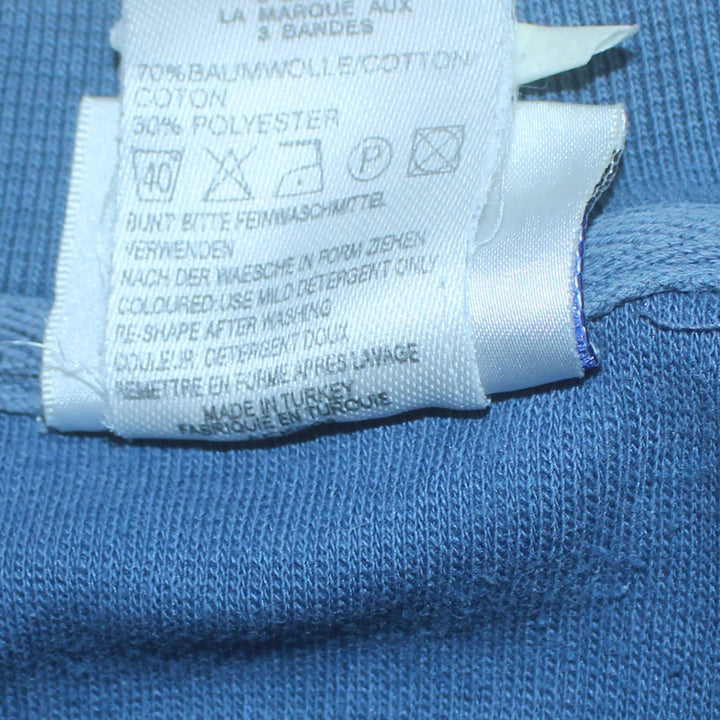 LA MARQUE AUX
3 BANDES
70% BAUMWOLLE/COTTON
COTON
30% POLYESTER
40 P
BUNT: BITTE FEINWASCHMITTEL
VERWENDEN
NACH DER WAESCHE IN FORM ZIEHEN
COLOURED: USE MILD DETERGENT ONLY
RE-SHAPE AFTER WASHING
COULEUR: DETERGENT DOUX
REMETTRE EN FORME APRES LAVAGE
MADE IN TURKEY
FABRIQUE EN TURQUIE